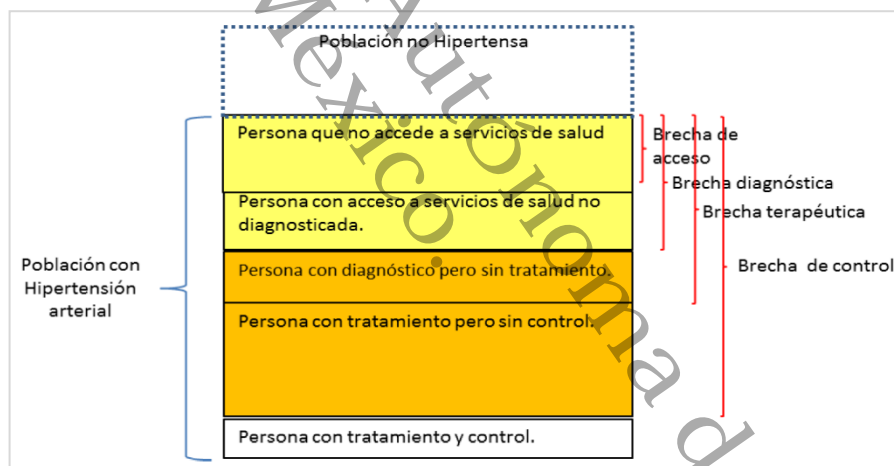 Población no Hipertensa
Persona que no accede a servicios de salud
Brecha de
acceso
Brecha diagnóstica
Persona con acceso a servicios de salud no
diagnosticada.
Brecha terapéutica
Población con
Hipertensión
arterial
Persona con diagnóstico pero sin tratamiento.
Brecha de control
Persona con tratamiento pero sin control.
Persona con tratamiento y control.
Autónoma d
México.